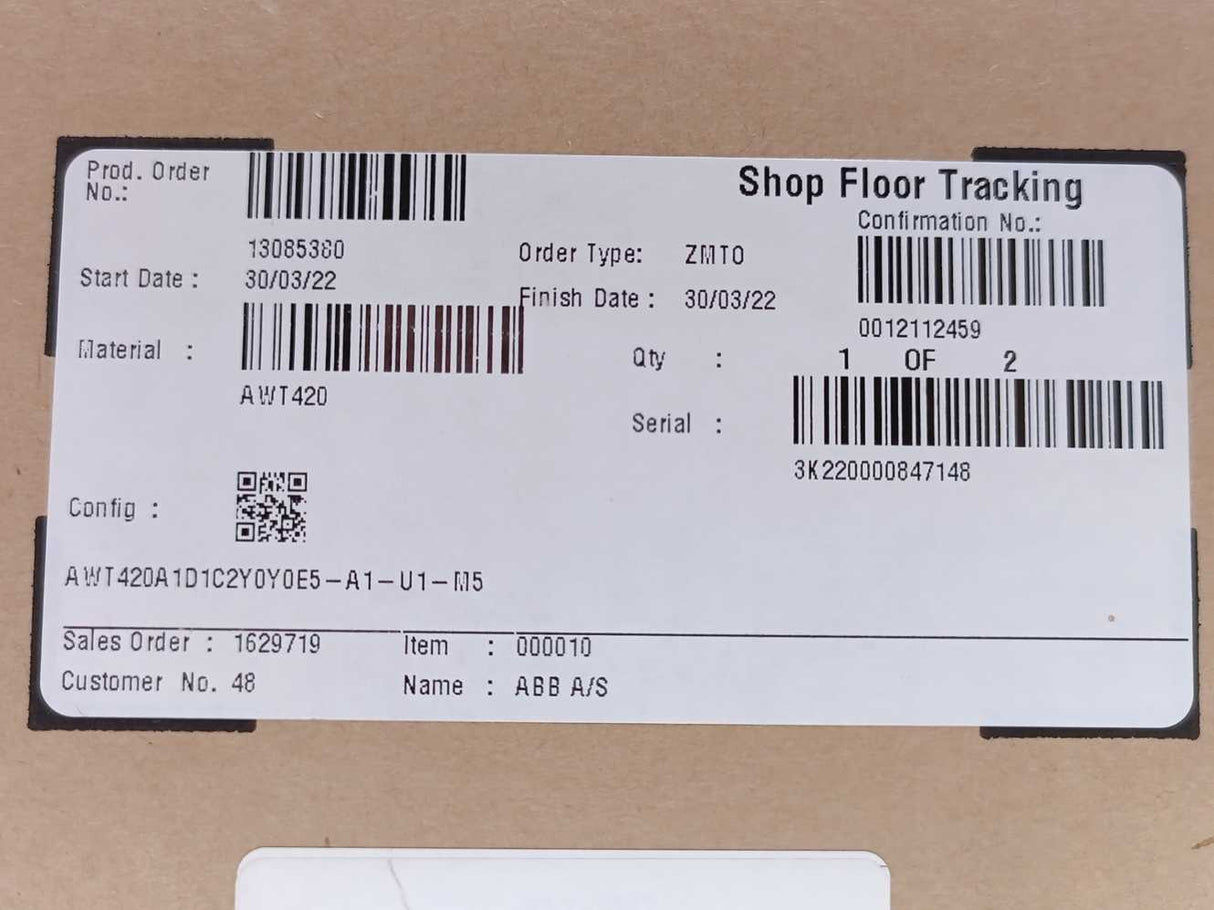 Prod. Order
No.:
Shop Floor Tracking
Confirmation No.:
13085380
Order Type: ZMTO
Start Date : 30/03/22
Finish Date : 30/03/22
0012112459
Material :
Qty : 1 OF 2
AWT420
Serial :
3K220000847148
Config :
AWT420A1D1C2Y0Y0E5-A1-U1-M5
Sales Order : 1629719 Item : 000010
Customer No. 48 Name : ABB A/S